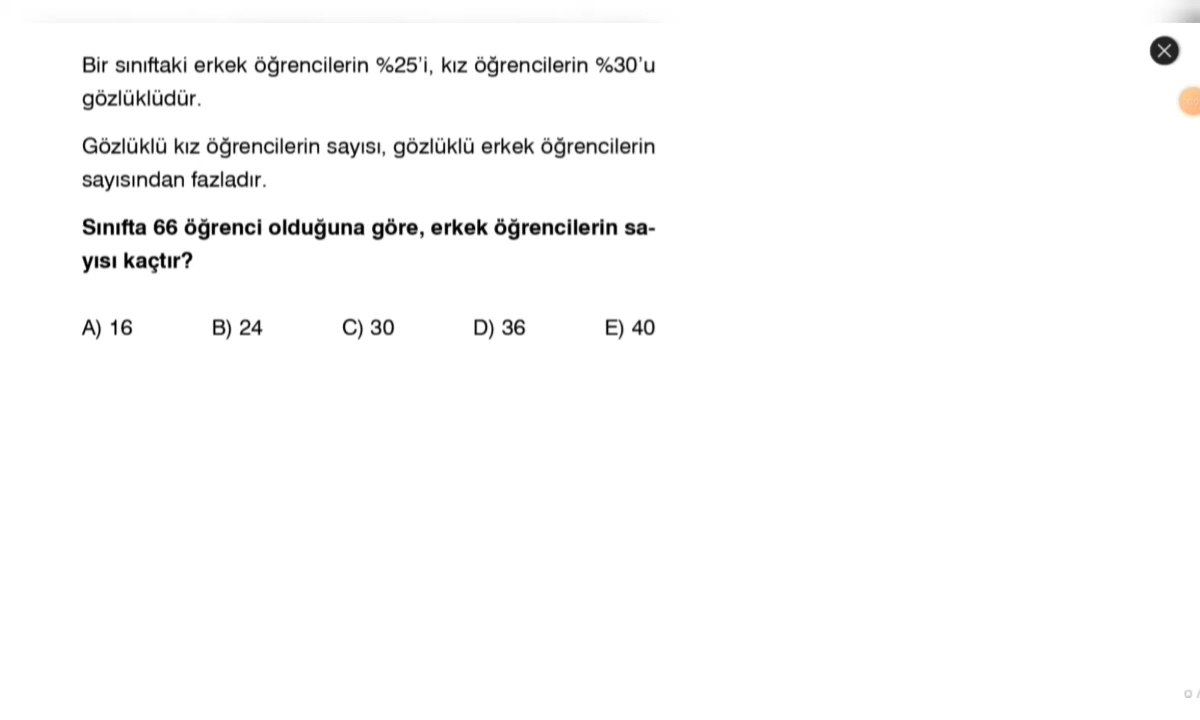 Bir sınıftaki erkek öğrencilerin %25'i, kız öğrencilerin %30'u
gözlüklüdür.
Gözlüklü kız öğrencilerin sayısı, gözlüklü erkek öğrencilerin
sayısından fazladır.
Sınıfta 66 öğrenci olduğuna göre, erkek öğrencilerin sa-
yısı kaçtır?
A) 16 B) 24 C) 30 D) 36 E) 40